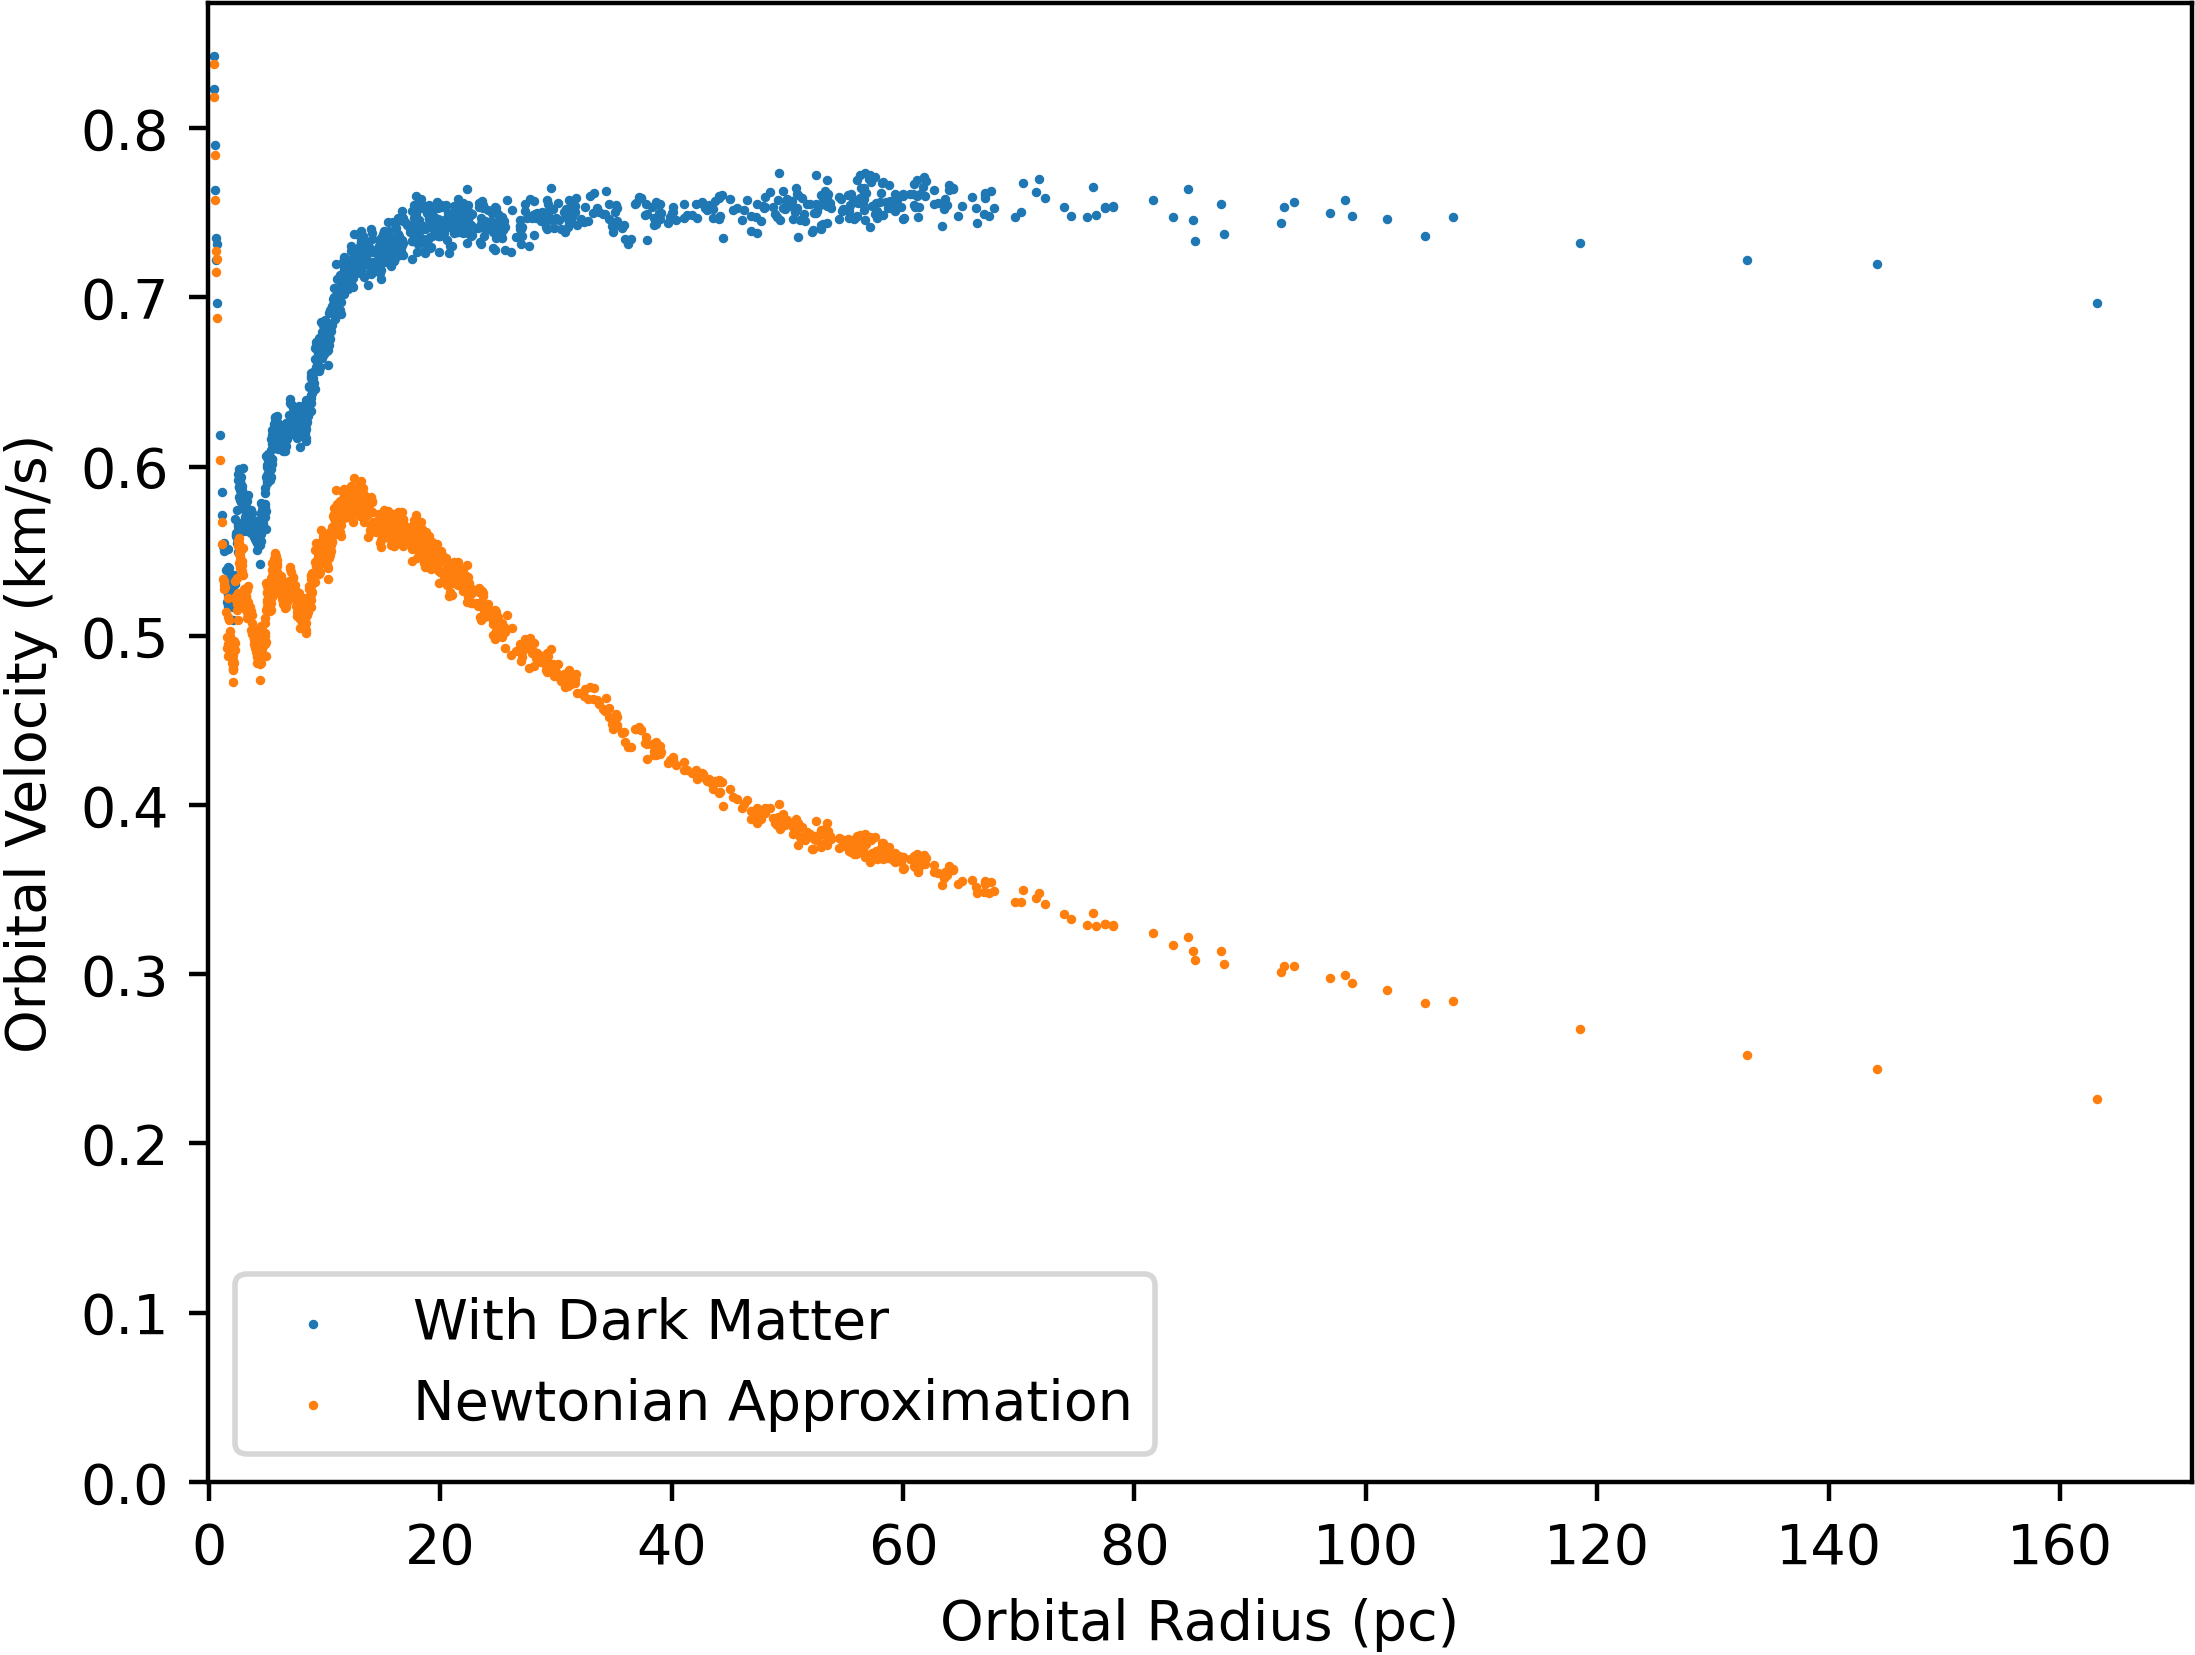 0.8
0.7
0.6
0.5
0.4
0.3
0.2
0.1
0.0
Orbital Velocity (km/s)
With Dark Matter
Newtonian Approximation
0 20 40 60 80 100 120 140 160
Orbital Radius (pc)